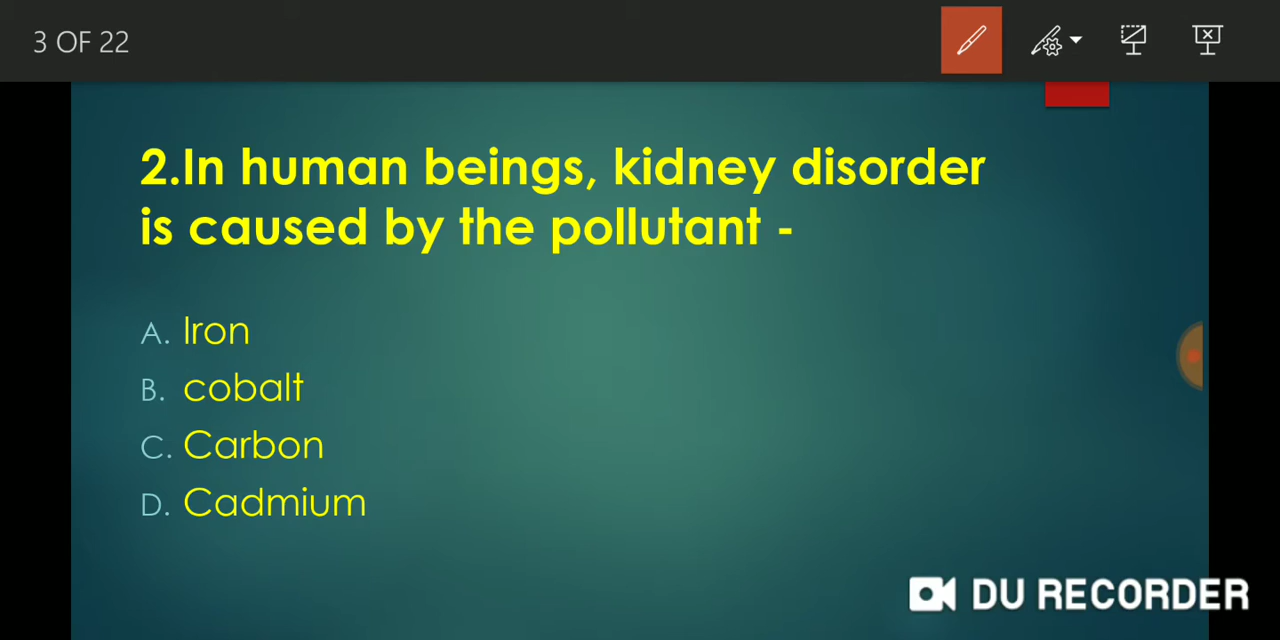 3 OF 22
2.In human beings, kidney disorder
is caused by the pollutant -
A. Iron
B. cobalt
C. Carbon
D. Cadmium
DU RECORDER